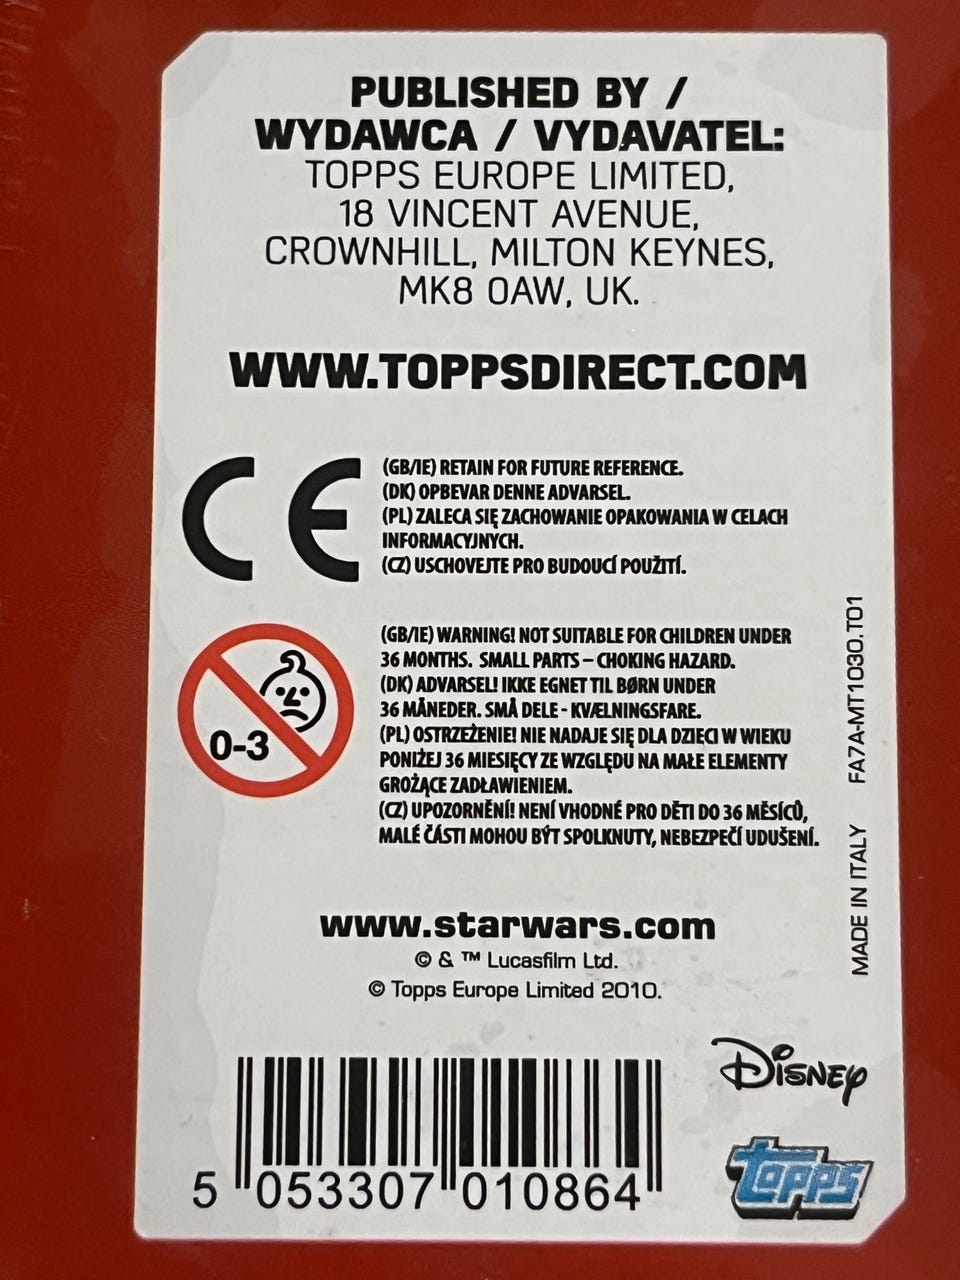 PUBLISHED BY /
WYDAWCA / VYDAVATEL:
TOPPS EUROPE LIMITED,
18 VINCENT AVENUE,
CROWNHILL, MILTON KEYNES,
MK8 0AW, UK.
WWW.TOPPSDIRECT.COM
CE
(GB/IE) RETAIN FOR FUTURE REFERENCE.
(DK) OPBEVAR DENNE ADVARSEL.
(PL) ZALECA SIĘ ZACHOWANIE OPAKOWANIA W CELACH
INFORMACYJNYCH.
(CZ) USCHOVEJTE PRO BUDOUCÍ POUŽITÍ.
0-3
(GB/IE) WARNING! NOT SUITABLE FOR CHILDREN UNDER
36 MONTHS. SMALL PARTS – CHOKING HAZARD.
(DK) ADVARSEL! IKKE EGNET TIL BØRN UNDER
36 MÅNEDER. SMÅ DELE - KVÆLNINGSFARE.
(PL) OSTRZEŻENIE! NIE NADAJE SIĘ DLA DZIECI W WIEKU
PONIŻEJ 36 MIESIĘCY ZE WZGLĘDU NA MAŁE ELEMENTY
GROŻĄCE ZADŁAWIENIEM.
(CZ) UPOZORNĚNÍ! NENÍ VHODNÉ PRO DĚTI DO 36 MĚSÍCŮ,
MALÉ ČÁSTI MOHOU BÝT SPOLKNUTY, NEBEZPEČÍ UDUŠENÍ.
MADE IN ITALY FA7A-MT1030.T01
www.starwars.com
© & ™ Lucasfilm Ltd.
© Topps Europe Limited 2010.
Disney
topps
5 053307 010864